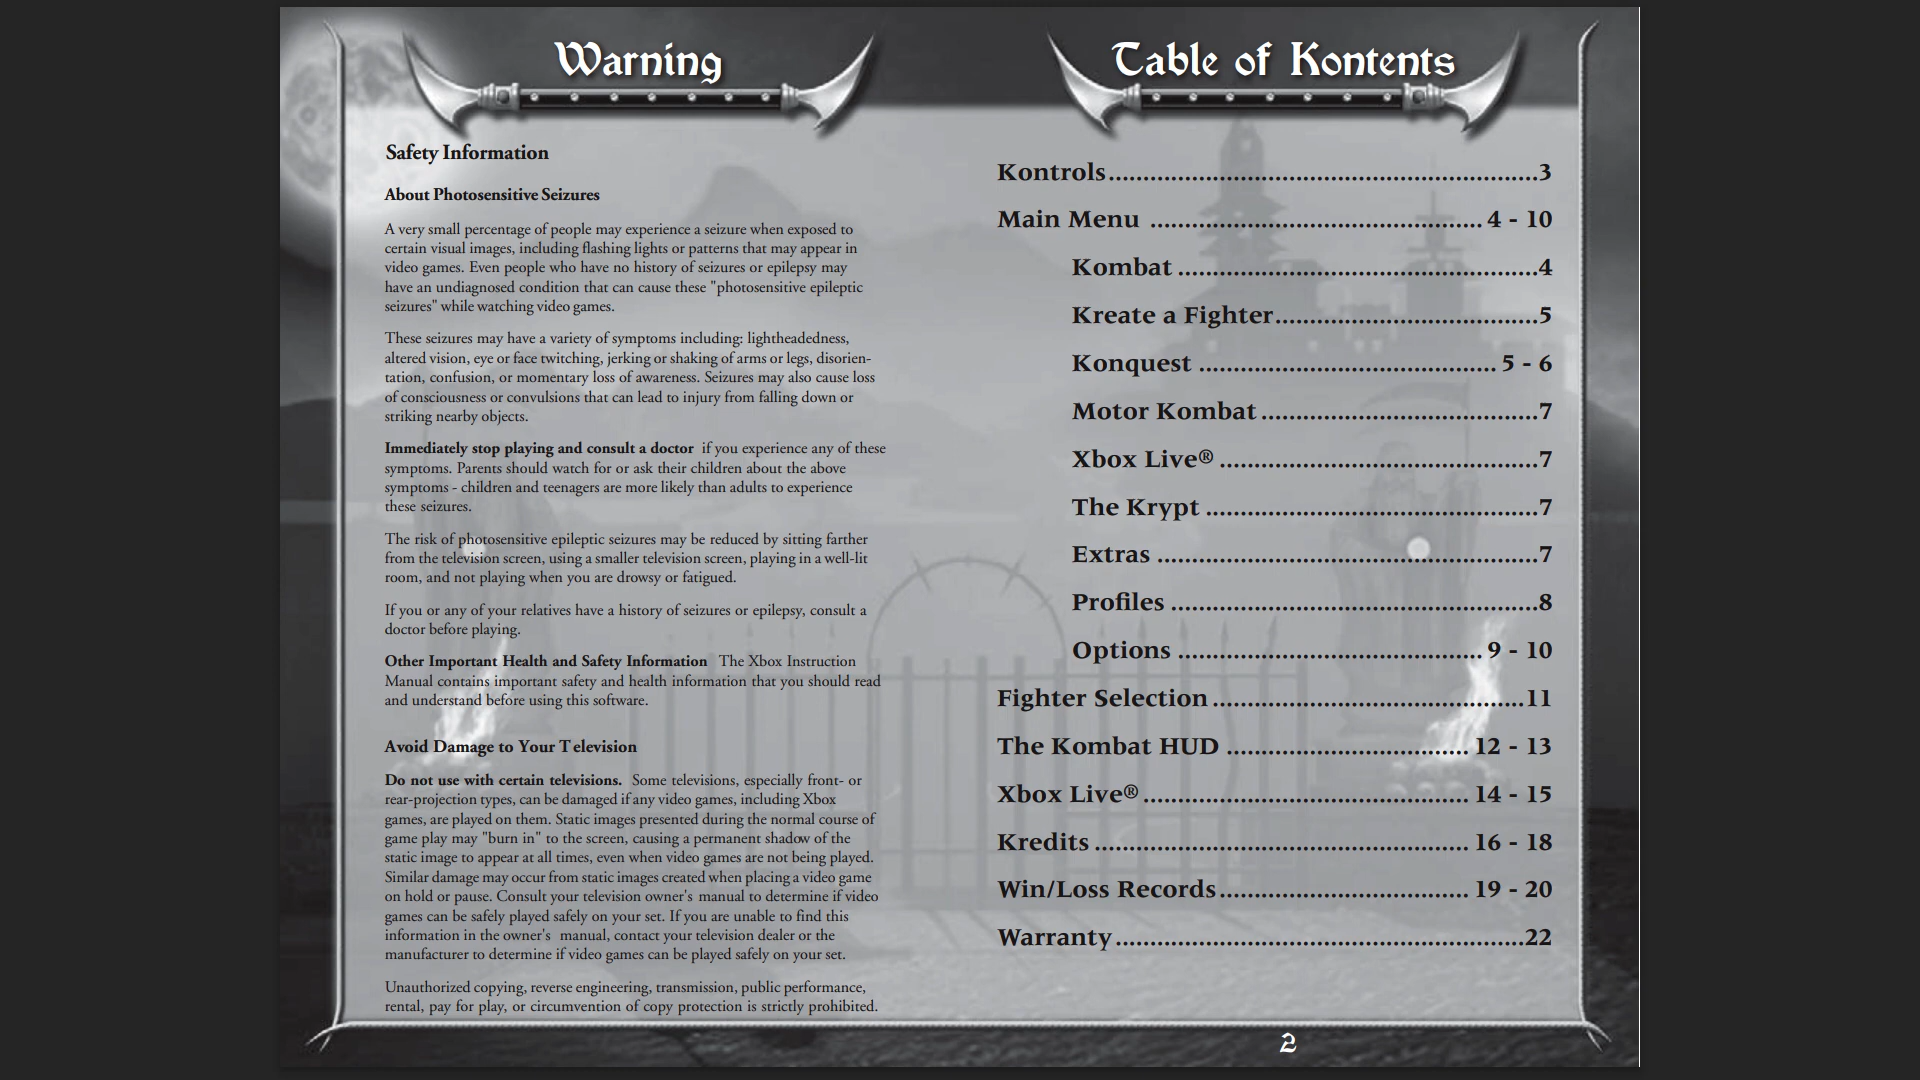 Warning
Safety Information
About Photosensitive Seizures
A very small percentage of people may experience a seizure when exposed to
certain visual images, including flashing lights or patterns that may appear in
video games. Even people who have no history of seizures or epilepsy may
have an undiagnosed condition that can cause these "photosensitive epileptic
seizures" while watching video games.
These seizures may have a variety of symptoms including: lightheadedness,
altered vision, eye or face twitching, jerking or shaking of arms or legs, disorien-
tation, confusion, or momentary loss of awareness. Seizures may also cause loss
of consciousness or convulsions that can lead to injury from falling down or
striking nearby objects.
Immediately stop playing and consult a doctor if you experience any of these
symptoms. Parents should watch for or ask their children about the above
symptoms - children and teenagers are more likely than adults to experience
these seizures.
The risk of photosensitive epileptic seizures may be reduced by sitting farther
from the television screen, using a smaller television screen, playing in a well-lit
room, and not playing when you are drowsy or fatigued.
If you or any of your relatives have a history of seizures or epilepsy, consult a
doctor before playing.
Other Important Health and Safety Information The Xbox Instruction
Manual contains important safety and health information that you should read
and understand before using this software.
Avoid Damage to Your Television
Do not use with certain televisions. Some televisions, especially front- or
rear-projection types, can be damaged if any video games, including Xbox
games, are played on them. Static images presented during the normal course of
game play may "burn in" to the screen, causing a permanent shadow of the
static image to appear at all times, even when video games are not being played.
Similar damage may occur from static images created when placing a video game
on hold or pause. Consult your television owner's manual to determine if video
games can be safely played safely on your set. If you are unable to find this
information in the owner's manual, contact your television dealer or the
manufacturer to determine if video games can be played safely on your set.
Unauthorized copying, reverse engineering, transmission, public performance,
rental, pay for play, or circumvention of copy protection is strictly prohibited.
Table of Kontents
Kontrols..............................................................3
Main Menu ................................................ 4 - 10
Kombat ....................................................4
Kreate a Fighter......................................5
Konquest ........................................... 5 - 6
Motor Kombat ........................................7
Xbox Live® ..............................................7
The Krypt ................................................7
Extras .......................................................7
Profiles .....................................................8
Options ............................................ 9 - 10
Fighter Selection .............................................11
The Kombat HUD ................................... 12 - 13
Xbox Live® ............................................... 14 - 15
Kredits ...................................................... 16 - 18
Win/Loss Records.................................... 19 - 20
Warranty...........................................................22
2